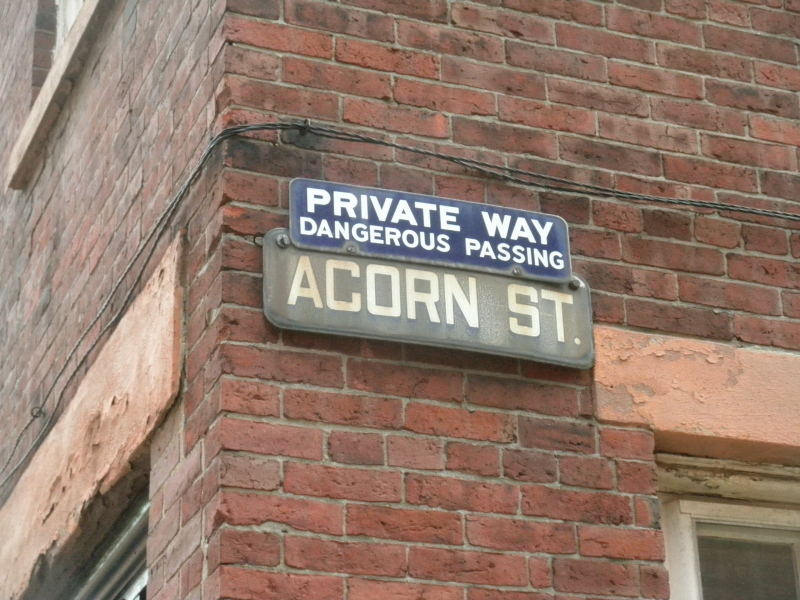 PRIVATE WAY
DANGEROUS PASSING
ACORN ST.